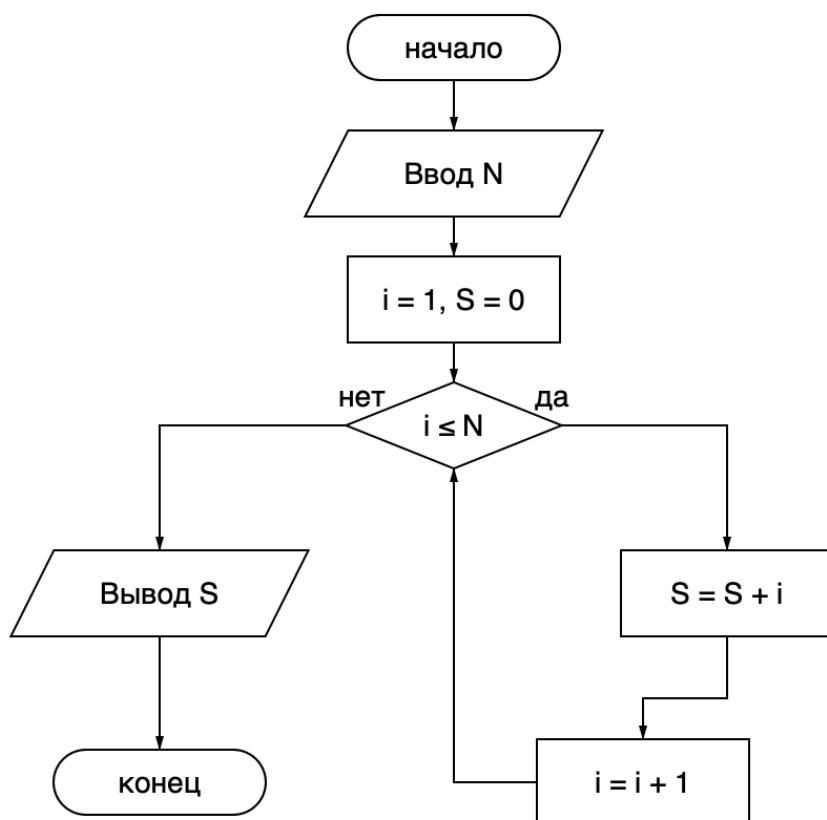 начало
Ввод N
i = 1, S = 0
нет
да
i ≤ N
Вывод S
S = S + i
конец
i = i + 1